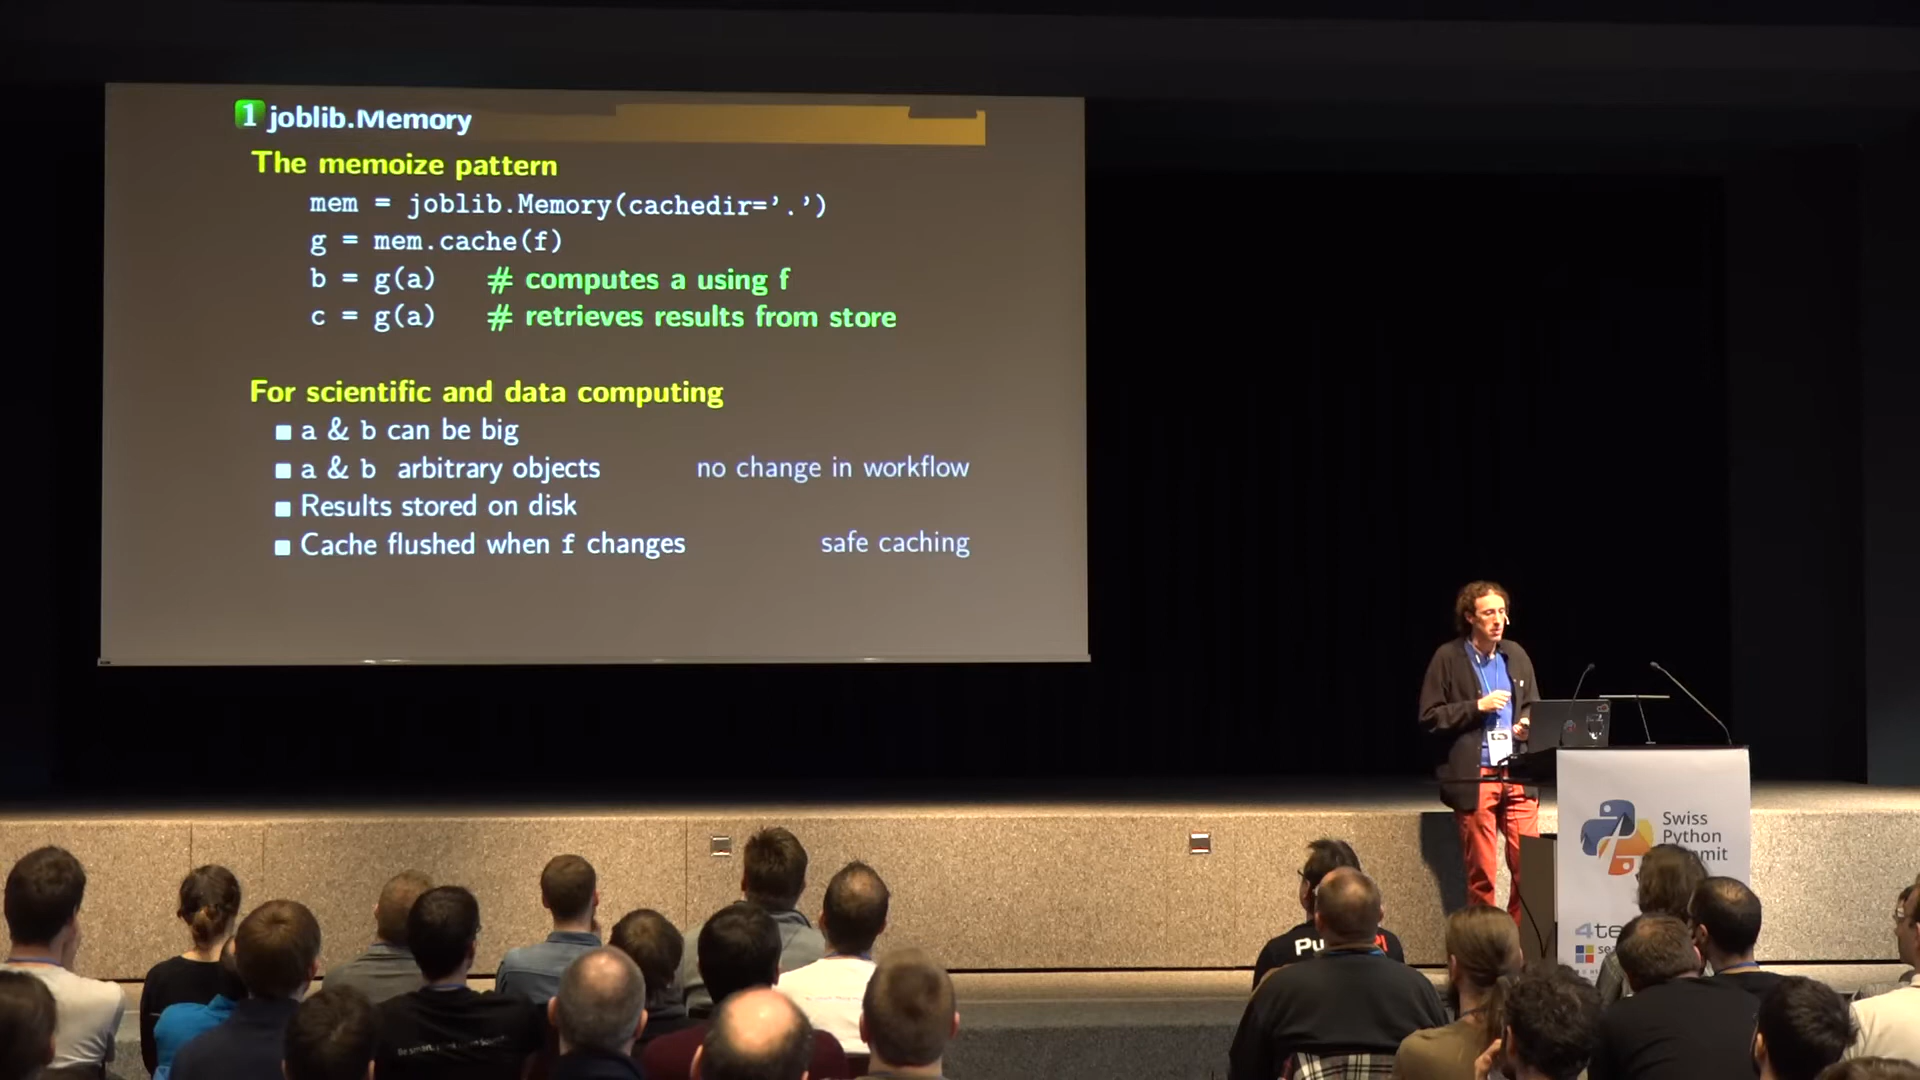 1 joblib.Memory
The memoize pattern
mem = joblib.Memory(cachedir=’.’)
g = mem.cache(f)
b = g(a) # computes a using f
c = g(a) # retrieves results from store
For scientific and data computing
a & b can be big
a & b arbitrary objects no change in workflow
Results stored on disk
Cache flushed when f changes safe caching
Swiss
Python
4te
Pu